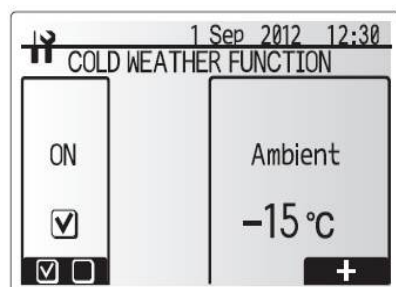 1 Sep 2012 12:30
COLD WEATHER FUNCTION
ON
Ambient
-15 °C
+